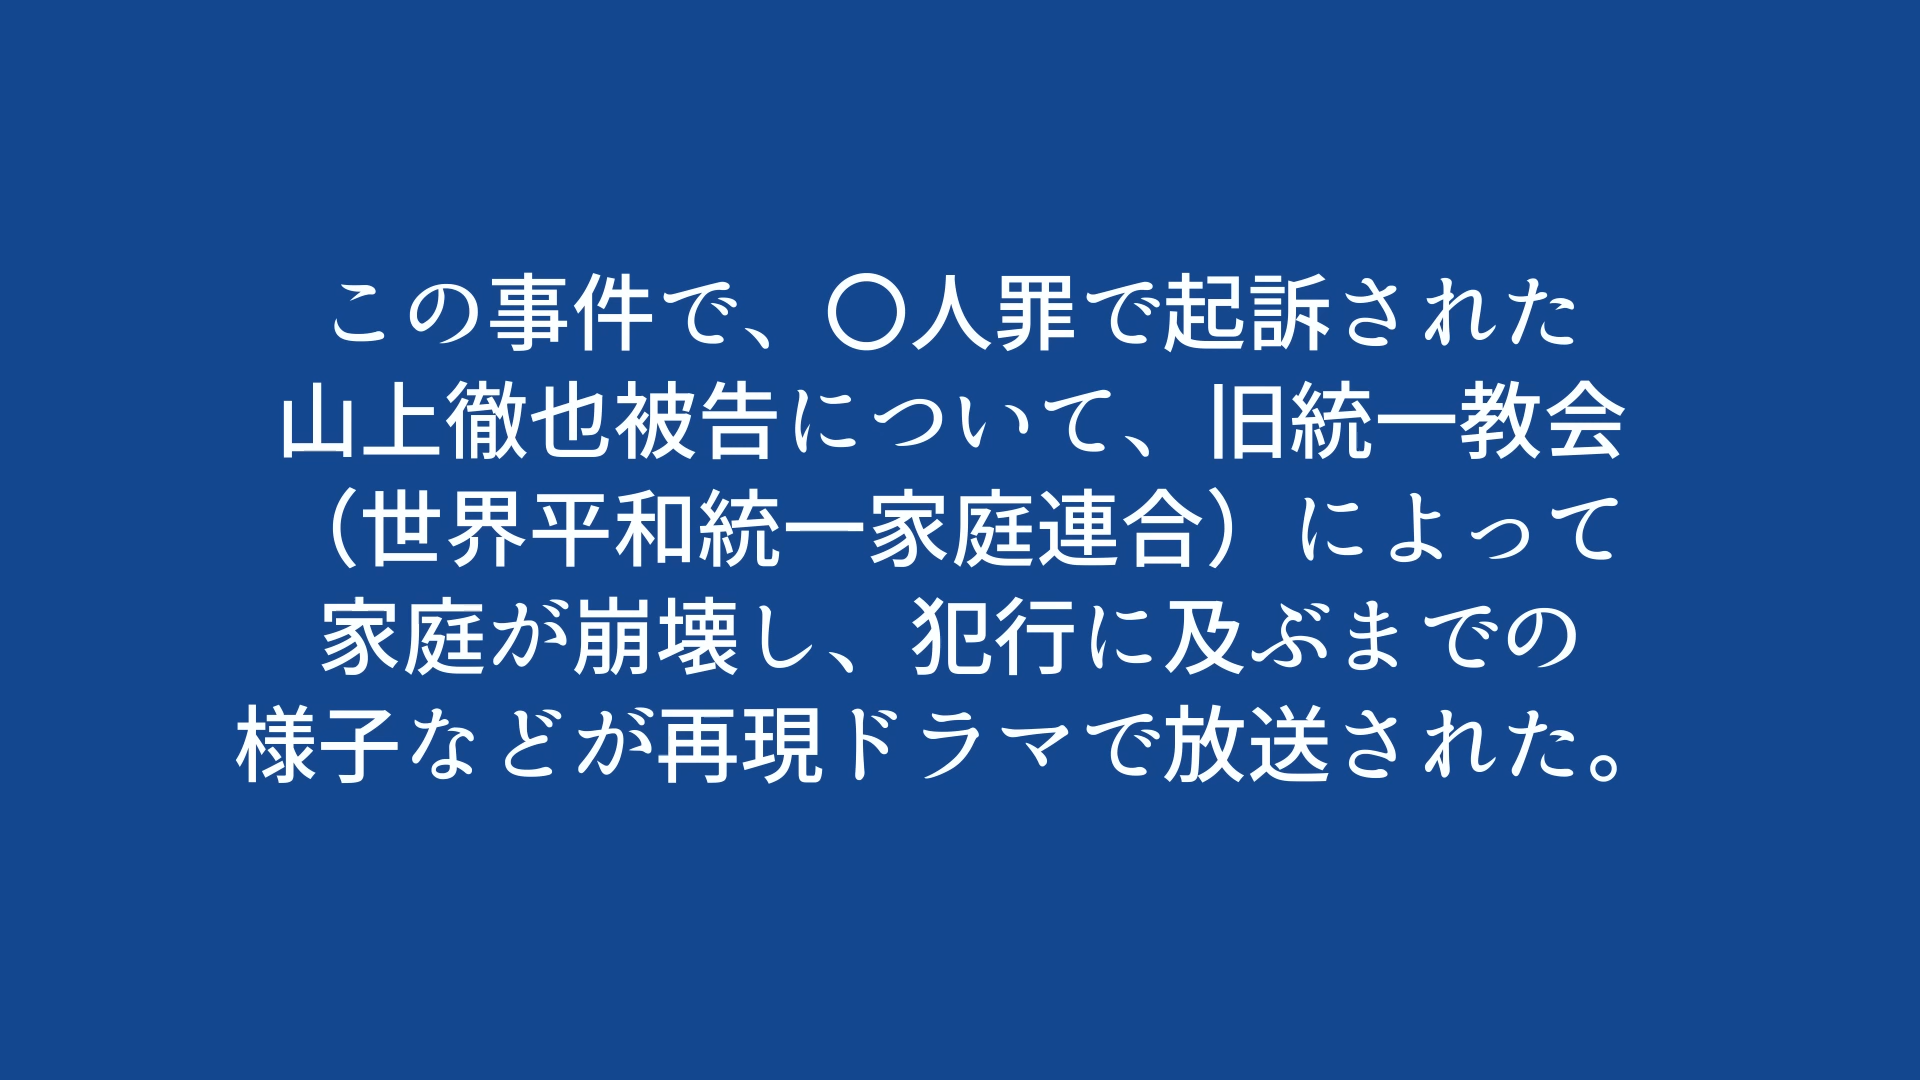 この事件で、〇人罪で起訴された
山上徹也被告について、旧統一教会
（世界平和統一家庭連合）によって
家庭が崩壊し、犯行に及ぶまでの
様子などが再現ドラマで放送された。